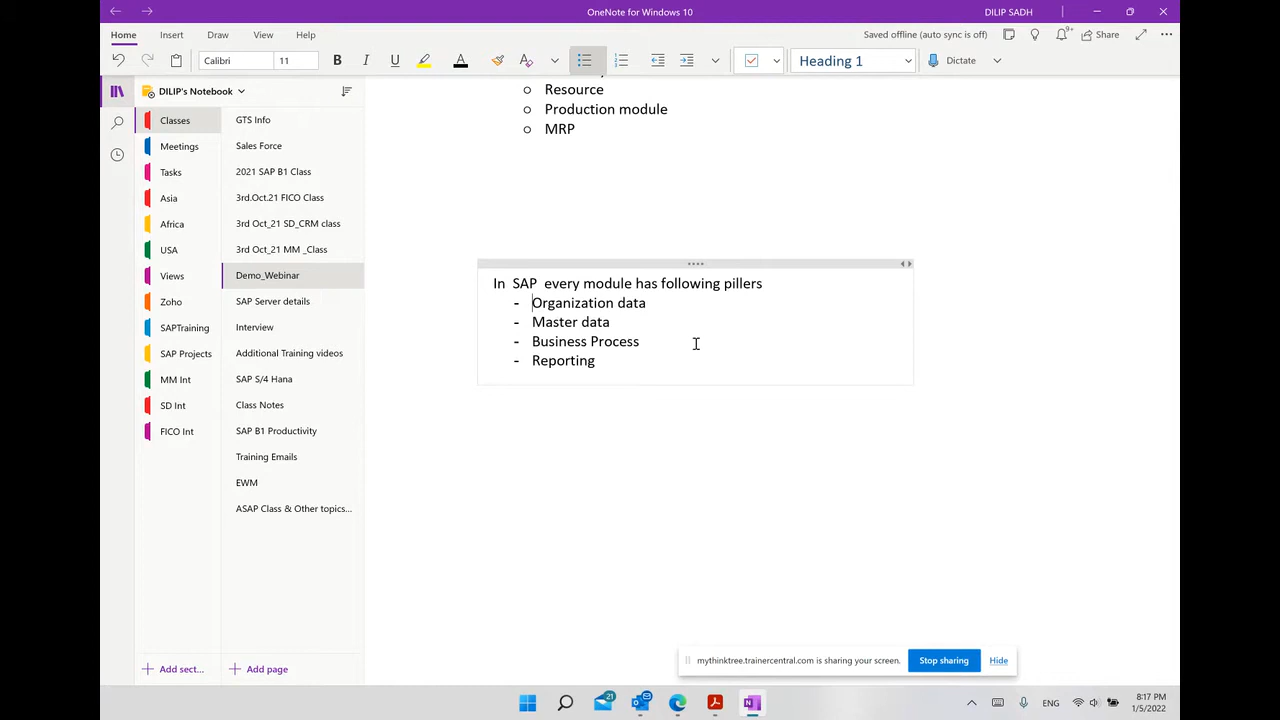 OneNote for Windows 10
DILIP SADH
Home Insert Draw View Help
Saved offline (auto sync is off)
9+
Share
Calibri 11
B I U A
Heading 1
Dictate
DILIP's Notebook
Classes
Meetings
Tasks
Asia
Africa
USA
Views
Zoho
SAPTraining
SAP Projects
MM Int
SD Int
FICO Int
Add sect...
GTS Info
Sales Force
2021 SAP B1 Class
3rd.Oct.21 FICO Class
3rd Oct_21 SD_CRM class
3rd Oct_21 MM _Class
Demo_Webinar
SAP Server details
Interview
Additional Training videos
SAP S/4 Hana
Class Notes
SAP B1 Productivity
Training Emails
EWM
ASAP Class & Other topics...
Add page
o Resource
o Production module
o MRP
In SAP every module has following pillers
- Organization data
- Master data
- Business Process
- Reporting
mythinktree.trainercentral.com is sharing your screen.
Stop sharing
Hide
21
ENG
8:17 PM
1/5/2022